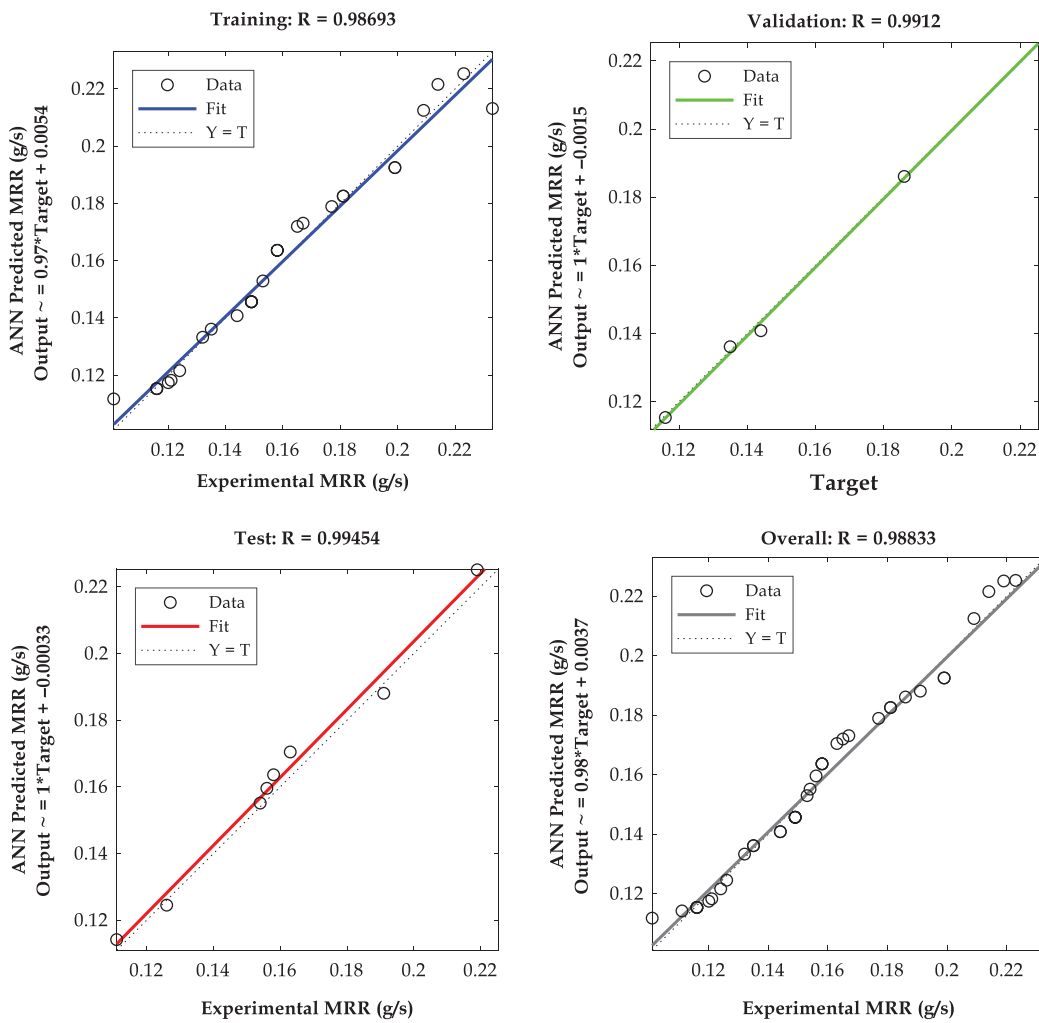 Training: R = 0.98693
ANN Predicted MRR (g/s)
Output ~ = 0.97*Target + 0.0054
0.22
0.2
0.18
0.16
0.14
0.12
Data
Fit
Y = T
0.12 0.14 0.16 0.18 0.2 0.22
Experimental MRR (g/s)
Validation: R = 0.9912
ANN Predicted MRR (g/s)
Output ~ = 1*Target + −0.0015
0.22
0.2
0.18
0.16
0.14
0.12
Data
Fit
Y = T
0.12 0.14 0.16 0.18 0.2 0.22
Target
Test: R = 0.99454
ANN Predicted MRR (g/s)
Output ~ = 1*Target + −0.00033
0.22
0.2
0.18
0.16
0.14
0.12
Data
Fit
Y = T
0.12 0.14 0.16 0.18 0.2 0.22
Experimental MRR (g/s)
Overall: R = 0.98833
ANN Predicted MRR (g/s)
Output ~ = 0.98*Target + 0.0037
0.22
0.2
0.18
0.16
0.14
0.12
Data
Fit
Y = T
0.12 0.14 0.16 0.18 0.2 0.22
Experimental MRR (g/s)